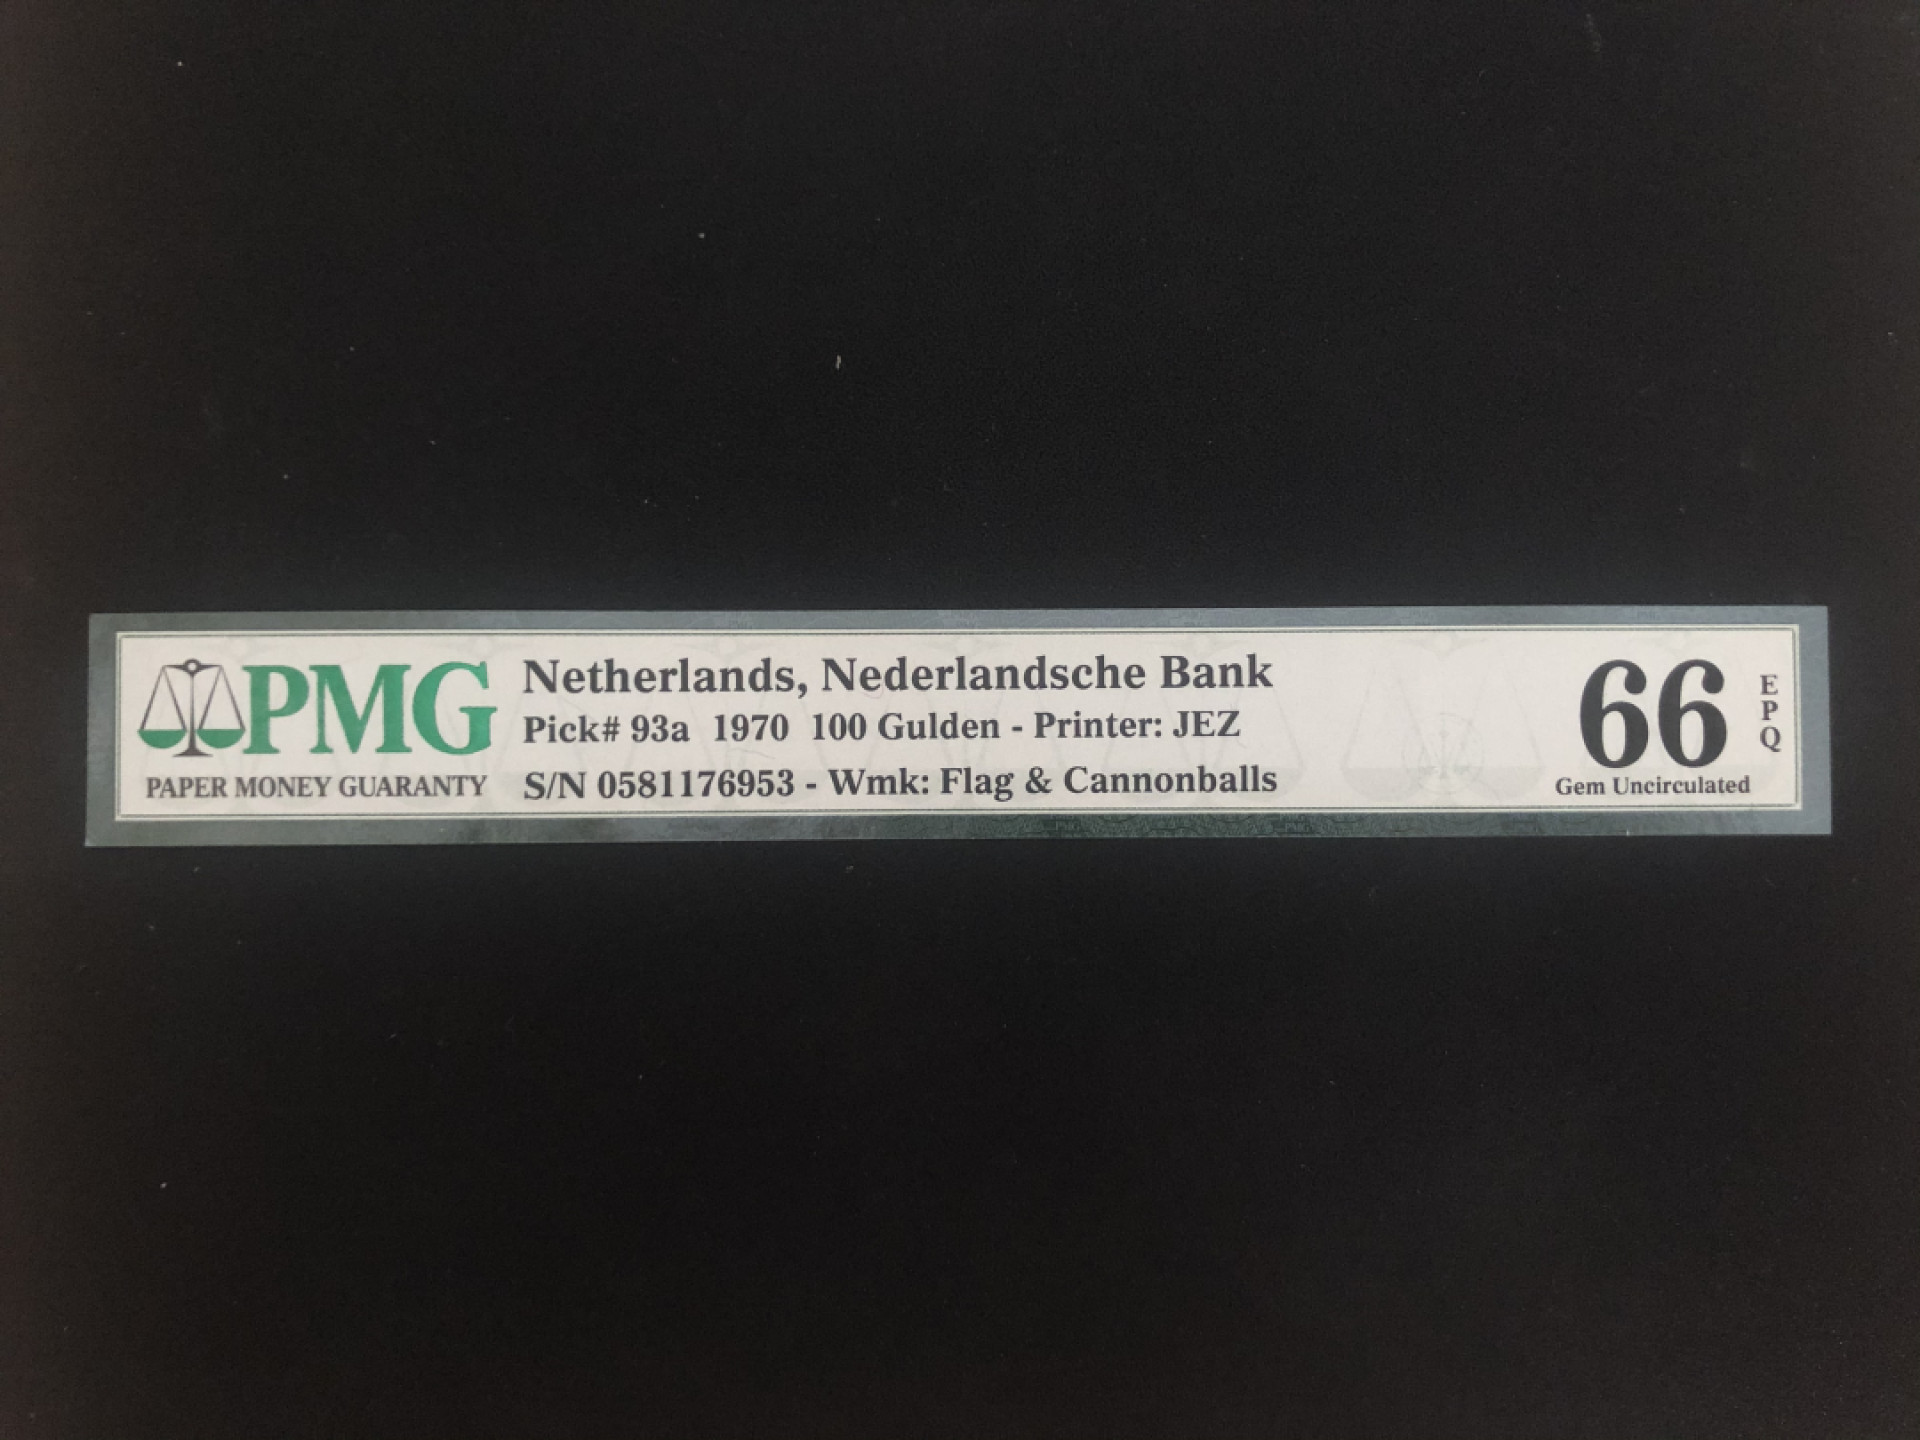 PMG
PAPER MONEY GUARANTY
Netherlands, Nederlandsche Bank
Pick# 93a 1970 100 Gulden - Printer: JEZ
S/N 0581176953 - Wmk: Flag & Cannonballs
66
EPQ
Gem Uncirculated